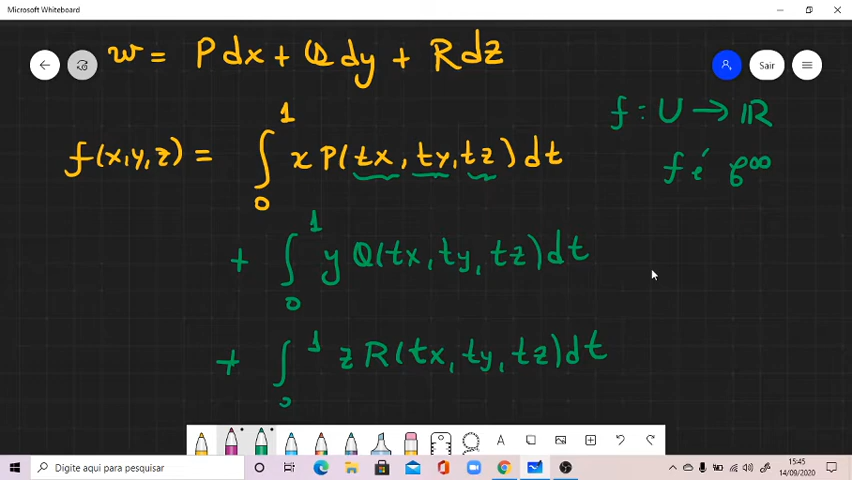 Microsoft Whiteboard
w = Pdx + Qdy + Rdz
Sair
f : U → ℝ
f(x,y,z) = ∫₀¹ x P(tx, ty, tz) dt
f é C^∞
+ ∫₀¹ y Q(tx, ty, tz) dt
+ ∫₀¹ z R(tx, ty, tz) dt
Digite aqui para pesquisar
15:45
14/09/2020